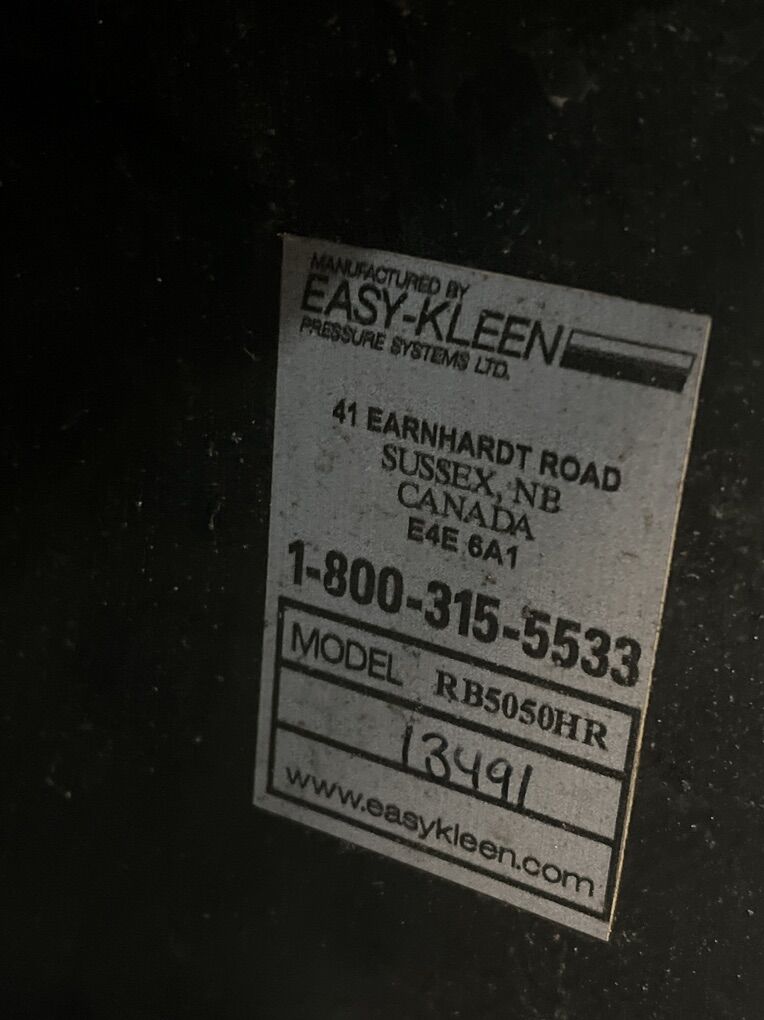 MANUFACTURED BY
EASY-KLEEN
PRESSURE SYSTEMS LTD.
41 EARNHARDT ROAD
SUSSEX, NB
CANADA
E4E 6A1
1-800-315-5533
MODEL RB5050HR
13491
www.easykleen.com